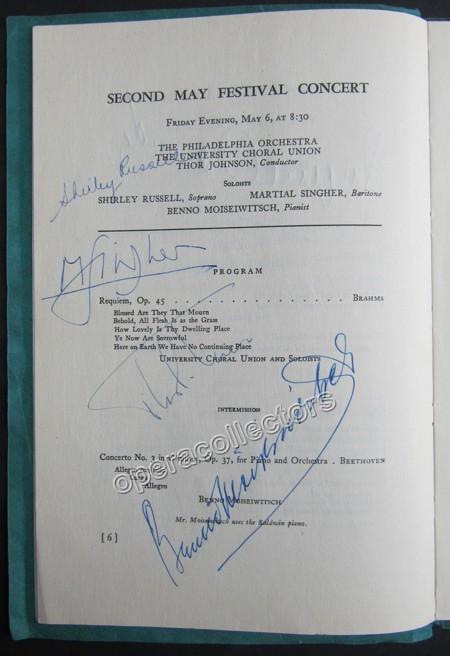 SECOND MAY FESTIVAL CONCERT
FRIDAY EVENING, MAY 6, AT 8:30
THE PHILADELPHIA ORCHESTRA
THE UNIVERSITY CHORAL UNION
THOR JOHNSON, Conductor
SOLOISTS
SHIRLEY RUSSELL, Soprano MARTIAL SINGHER, Baritone
BENNO MOISEIWITSCH, Pianist
Shirley Russell
MSingher
PROGRAM
Requiem, Op. 45 . . . . . . . . . . . . . . . BRAHMS
Blessed Are They That Mourn
Behold, All Flesh Is as the Grass
How Lovely Is Thy Dwelling Place
Ye Now Are Sorrowful
Here on Earth We Have No Continuing Place
UNIVERSITY CHORAL UNION AND SOLOISTS
INTERMISSION
Concerto No. 3 in Op. 37, for Piano and Orchestra . BEETHOVEN
Allegro
Allegro
BENNO MOISEIWITSCH
Benno Moiseiwitsch
Mr. Moiseiwitsch uses the Baldwin piano.
[ 6 ]
operacollectors